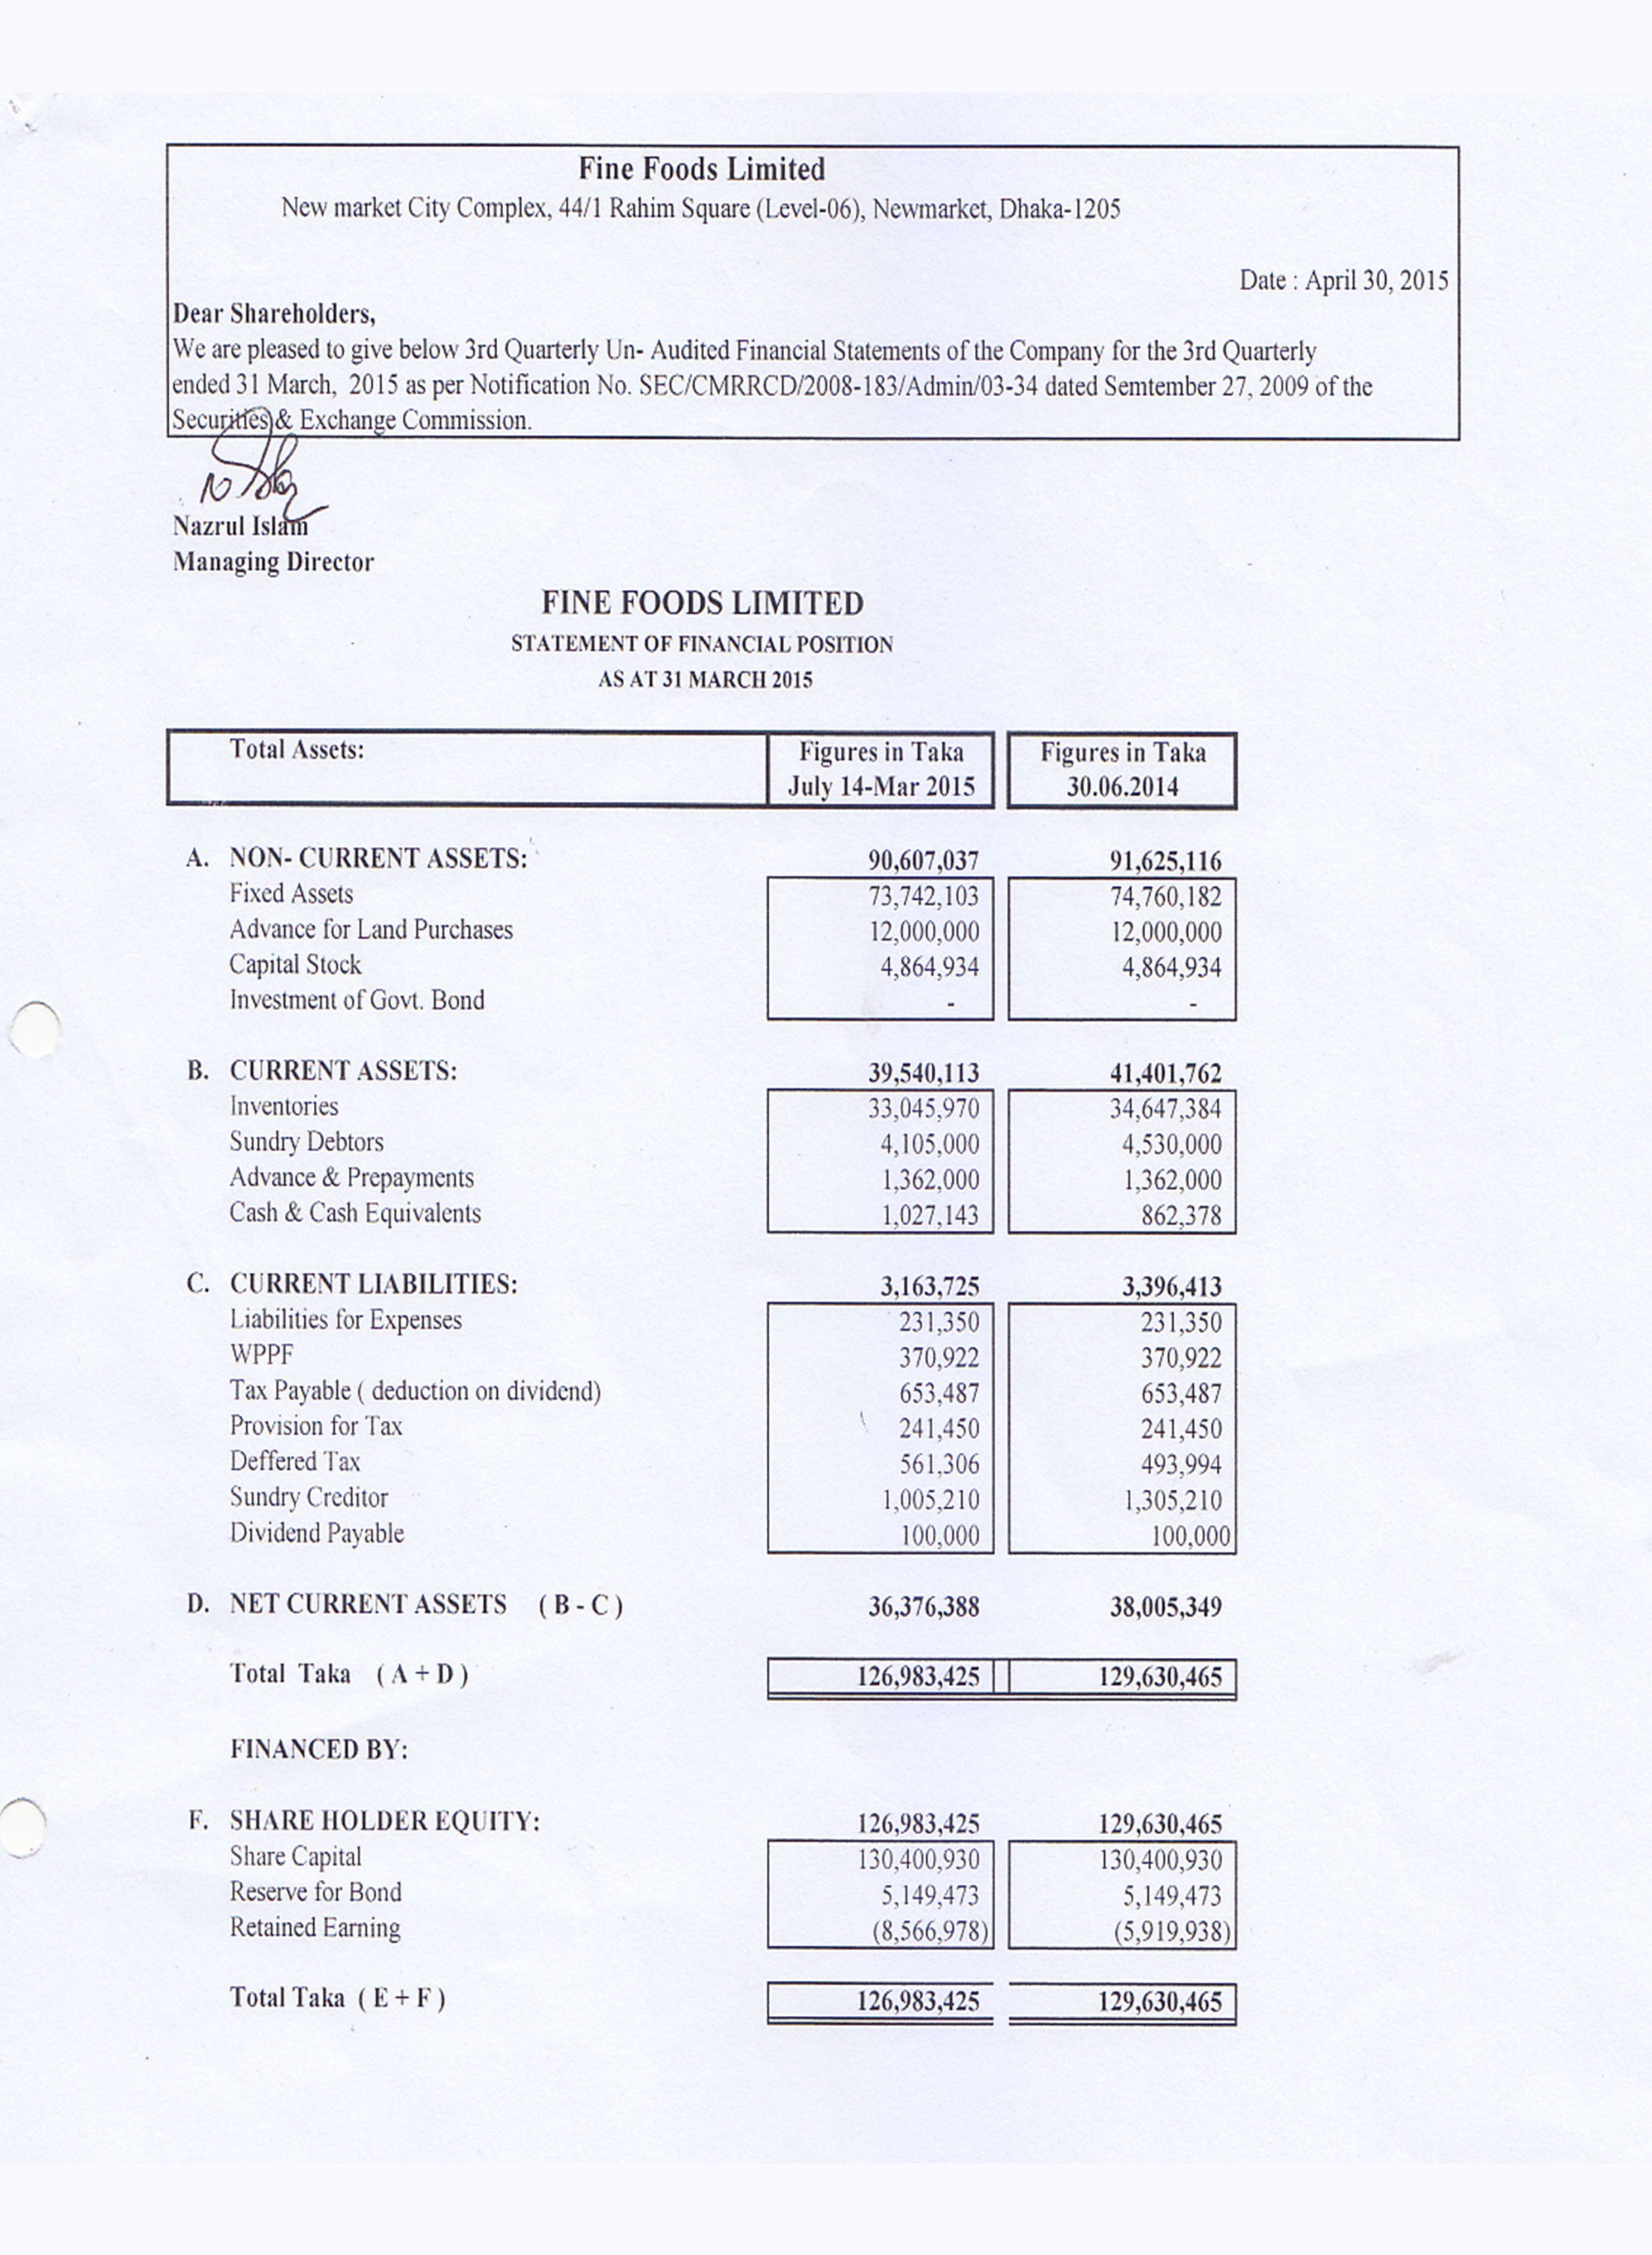 Fine Foods Limited
New market City Complex, 44/1 Rahim Square (Level-06), Newmarket, Dhaka-1205
Date : April 30, 2015
Dear Shareholders,
We are pleased to give below 3rd Quarterly Un- Audited Financial Statements of the Company for the 3rd Quarterly
ended 31 March, 2015 as per Notification No. SEC/CMRRCD/2008-183/Admin/03-34 dated Semtember 27, 2009 of the
Securities & Exchange Commission.
Nazrul Islam
Managing Director
FINE FOODS LIMITED
STATEMENT OF FINANCIAL POSITION
AS AT 31 MARCH 2015
Total Assets: Figures in Taka Figures in Taka
July 14-Mar 2015 30.06.2014
A. NON- CURRENT ASSETS: 90,607,037 91,625,116
Fixed Assets 73,742,103 74,760,182
Advance for Land Purchases 12,000,000 12,000,000
Capital Stock 4,864,934 4,864,934
Investment of Govt. Bond - -
B. CURRENT ASSETS: 39,540,113 41,401,762
Inventories 33,045,970 34,647,384
Sundry Debtors 4,105,000 4,530,000
Advance & Prepayments 1,362,000 1,362,000
Cash & Cash Equivalents 1,027,143 862,378
C. CURRENT LIABILITIES: 3,163,725 3,396,413
Liabilities for Expenses 231,350 231,350
WPPF 370,922 370,922
Tax Payable ( deduction on dividend) 653,487 653,487
Provision for Tax 241,450 241,450
Deffered Tax 561,306 493,994
Sundry Creditor 1,005,210 1,305,210
Dividend Payable 100,000 100,000
D. NET CURRENT ASSETS ( B - C ) 36,376,388 38,005,349
Total Taka ( A + D ) 126,983,425 129,630,465
FINANCED BY:
F. SHARE HOLDER EQUITY: 126,983,425 129,630,465
Share Capital 130,400,930 130,400,930
Reserve for Bond 5,149,473 5,149,473
Retained Earning (8,566,978) (5,919,938)
Total Taka ( E + F ) 126,983,425 129,630,465